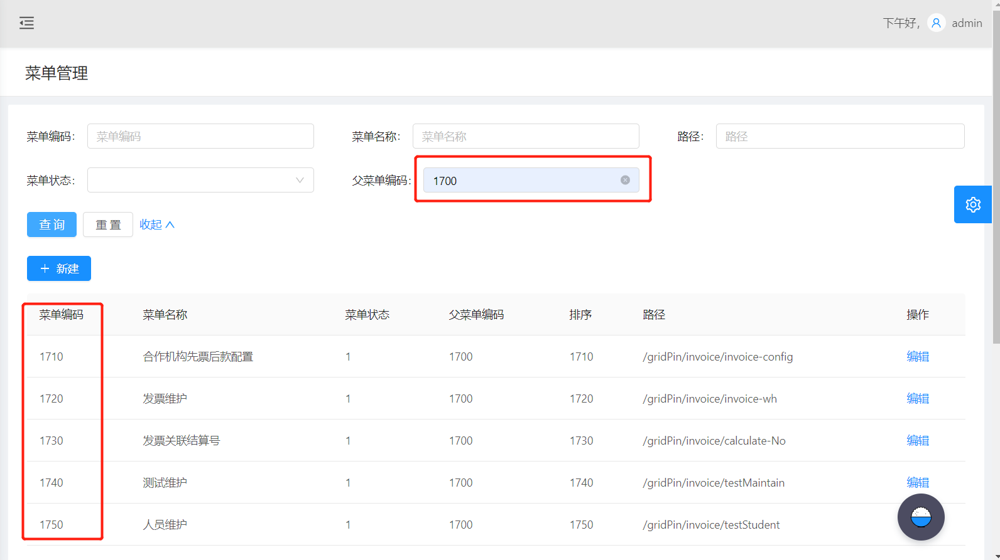 下午好， admin
菜单管理
菜单编码： 菜单编码 菜单名称： 菜单名称 路径： 路径
菜单状态： 父菜单编码： 1700
查 询 重 置 收起
新建
菜单编码 菜单名称 菜单状态 父菜单编码 排序 路径 操作
1710 合作机构先票后款配置 1 1700 1710 /gridPin/invoice/invoice-config 编辑
1720 发票维护 1 1700 1720 /gridPin/invoice/invoice-wh 编辑
1730 发票关联结算号 1 1700 1730 /gridPin/invoice/calculate-No 编辑
1740 测试维护 1 1700 1740 /gridPin/invoice/testMaintain 编辑
1750 人员维护 1 1700 1750 /gridPin/invoice/testStudent